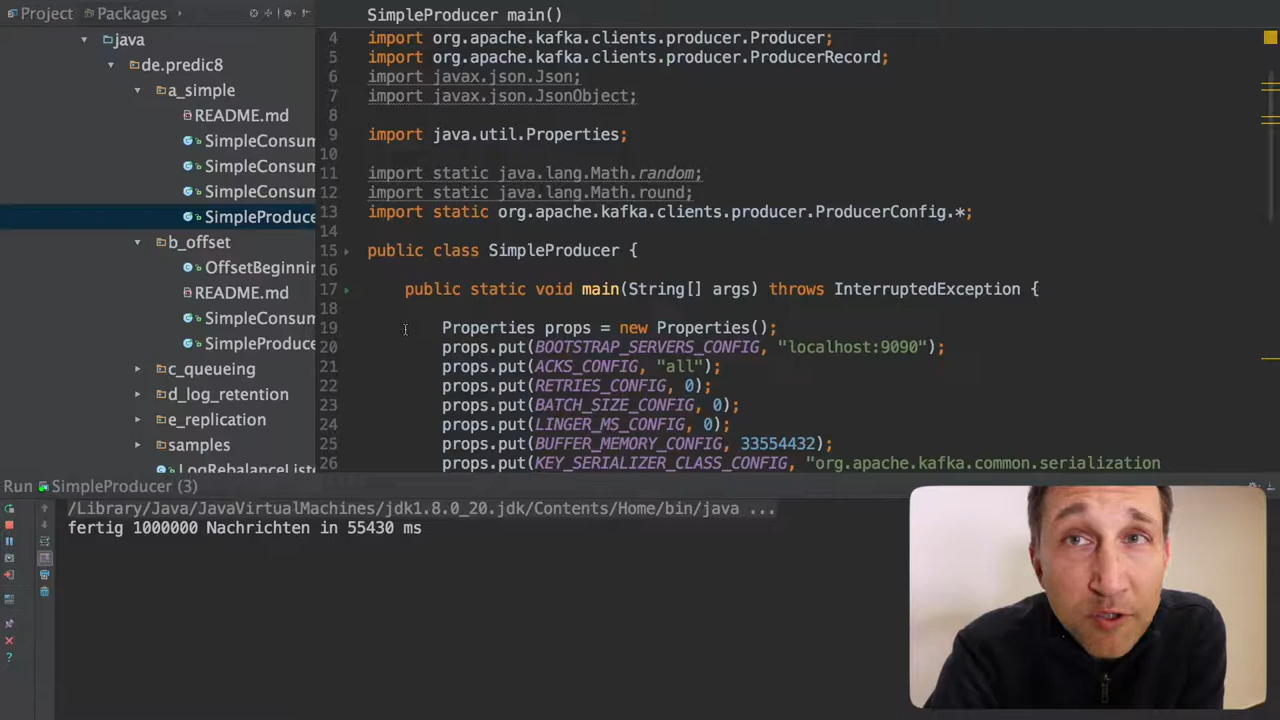 Project Packages
java
de.predic8
a_simple
README.md
SimpleConsum
SimpleConsum
SimpleConsum
SimpleProduce
b_offset
OffsetBeginnin
README.md
SimpleConsum
SimpleProduce
c_queueing
d_log_retention
e_replication
samples
LogRebalanceListe
SimpleProducer main()
4 import org.apache.kafka.clients.producer.Producer;
5 import org.apache.kafka.clients.producer.ProducerRecord;
6 import javax.json.Json;
7 import javax.json.JsonObject;
8
9 import java.util.Properties;
10
11 import static java.lang.Math.random;
12 import static java.lang.Math.round;
13 import static org.apache.kafka.clients.producer.ProducerConfig.*;
14
15 public class SimpleProducer {
16
17 public static void main(String[] args) throws InterruptedException {
18
19 Properties props = new Properties();
20 props.put(BOOTSTRAP_SERVERS_CONFIG, "localhost:9090");
21 props.put(ACKS_CONFIG, "all");
22 props.put(RETRIES_CONFIG, 0);
23 props.put(BATCH_SIZE_CONFIG, 0);
24 props.put(LINGER_MS_CONFIG, 0);
25 props.put(BUFFER_MEMORY_CONFIG, 33554432);
26 props.put(KEY_SERIALIZER_CLASS_CONFIG, "org.apache.kafka.common.serialization
Run SimpleProducer (3)
/Library/Java/JavaVirtualMachines/jdk1.8.0_20.jdk/Contents/Home/bin/java ...
fertig 1000000 Nachrichten in 55430 ms